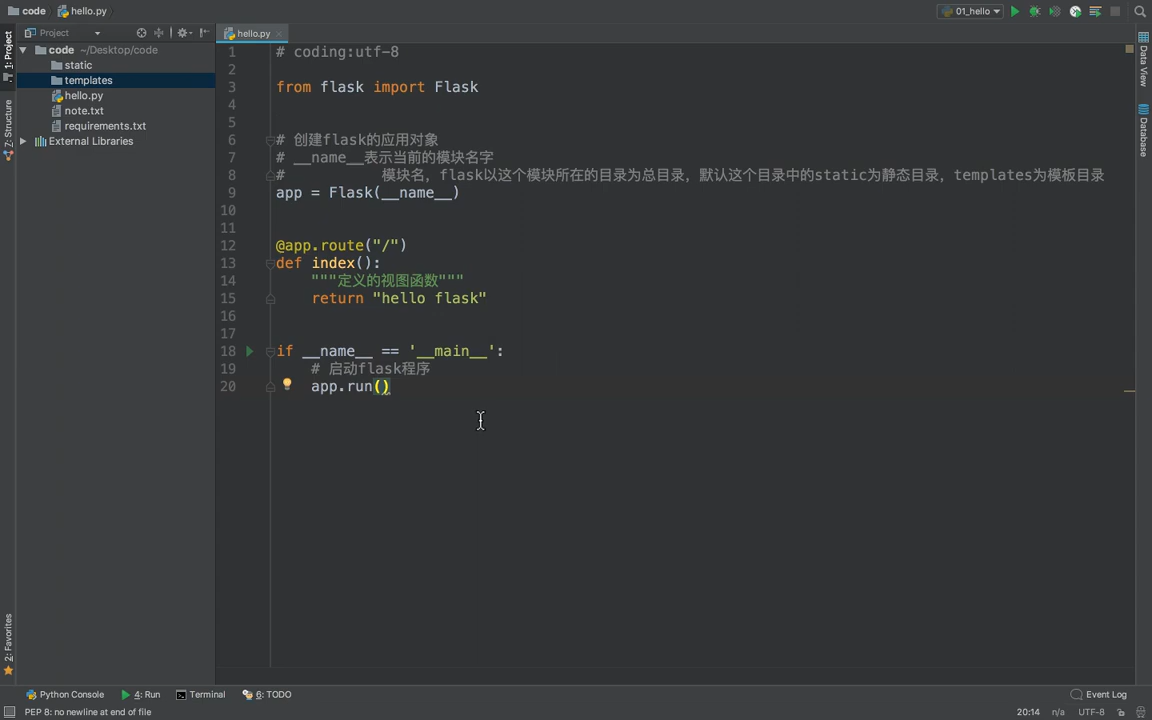 code hello.py 01_hello
Project
hello.py
code ~/Desktop/code
static
templates
hello.py
note.txt
requirements.txt
External Libraries
1: Project
Z: Structure
2: Favorites
1 # coding:utf-8
2
3 from flask import Flask
4
5
6 # 创建flask的应用对象
7 # __name__表示当前的模块名字
8 # 模块名，flask以这个模块所在的目录为总目录，默认这个目录中的static为静态目录，templates为模板目录
9 app = Flask(__name__)
10
11
12 @app.route("/")
13 def index():
14 """定义的视图函数"""
15 return "hello flask"
16
17
18 if __name__ == '__main__':
19 # 启动flask程序
20 app.run()
Data View
Database
Python Console 4: Run Terminal 6: TODO Event Log
PEP 8: no newline at end of file 20:14 n/a UTF-8